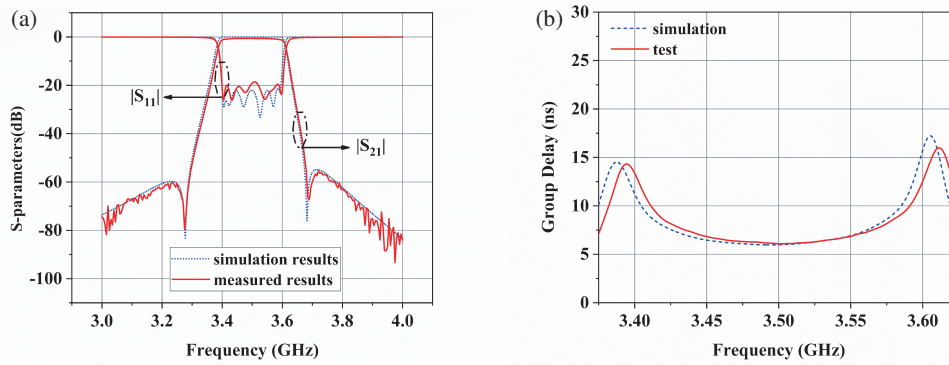 (a)
0
-20
-40
-60
-80
-100
S-parameters(dB)
|S11|
|S21|
simulation results
measured results
3.0
3.2
3.4
3.6
3.8
4.0
Frequency (GHz)
(b)
30
25
20
15
10
5
0
Group Delay (ns)
simulation
test
3.40
3.45
3.50
3.55
3.60
Frequency (GHz)